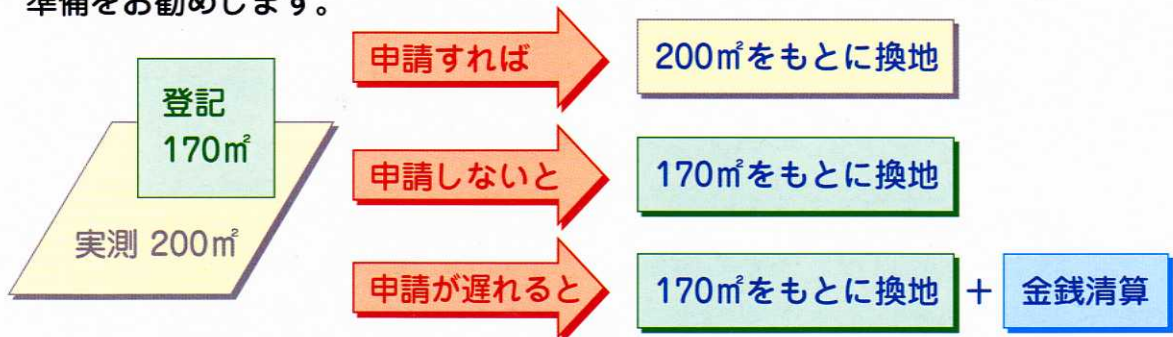 準備をお勧めします。
登記
170㎡
実測 200㎡
申請すれば
200㎡をもとに換地
申請しないと
170㎡をもとに換地
申請が遅れると
170㎡をもとに換地 + 金銭清算